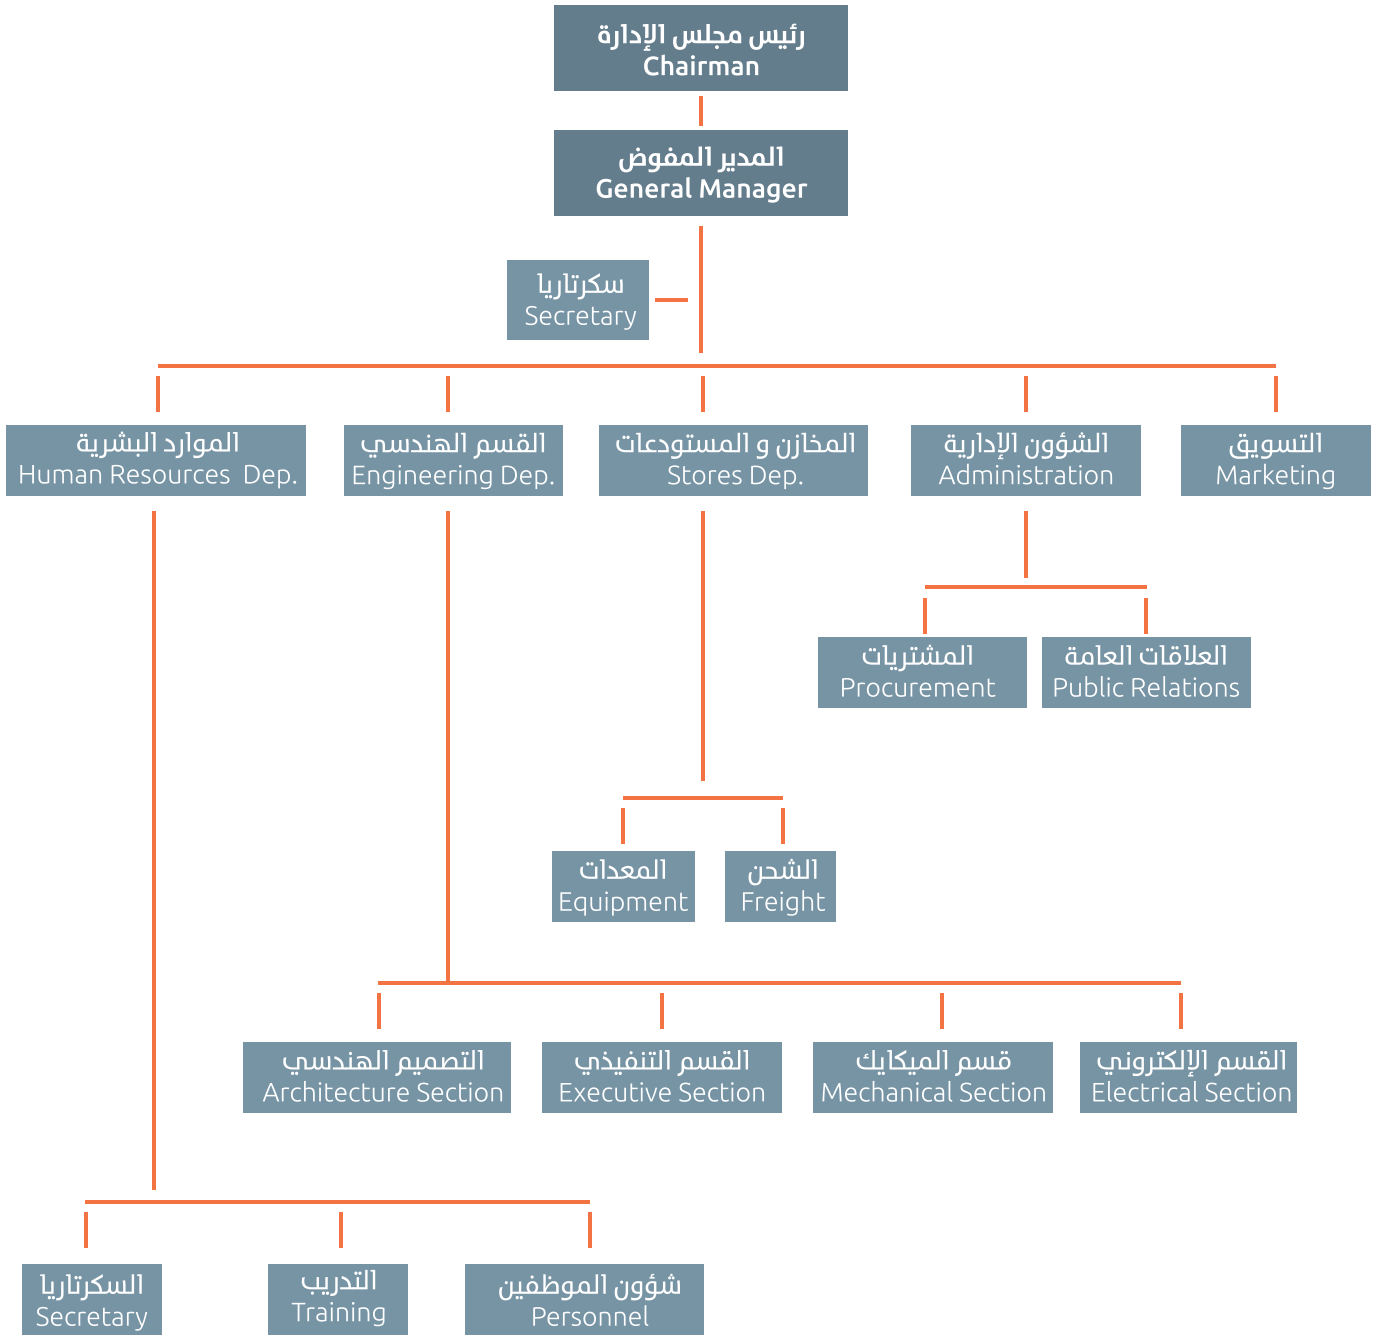 رئيس مجلس الإدارة
Chairman
المدير المفوض
General Manager
سكرتاريا
Secretary
الموارد البشرية
Human Resources Dep.
القسم الهندسي
Engineering Dep.
المخازن و المستودعات
Stores Dep.
الشؤون الإدارية
Administration
التسويق
Marketing
المشتريات
Procurement
العلاقات العامة
Public Relations
المعدات
Equipment
الشحن
Freight
التصميم الهندسي
Architecture Section
القسم التنفيذي
Executive Section
قسم الميكايك
Mechanical Section
القسم الإلكتروني
Electrical Section
السكرتاريا
Secretary
التدريب
Training
شؤون الموظفين
Personnel